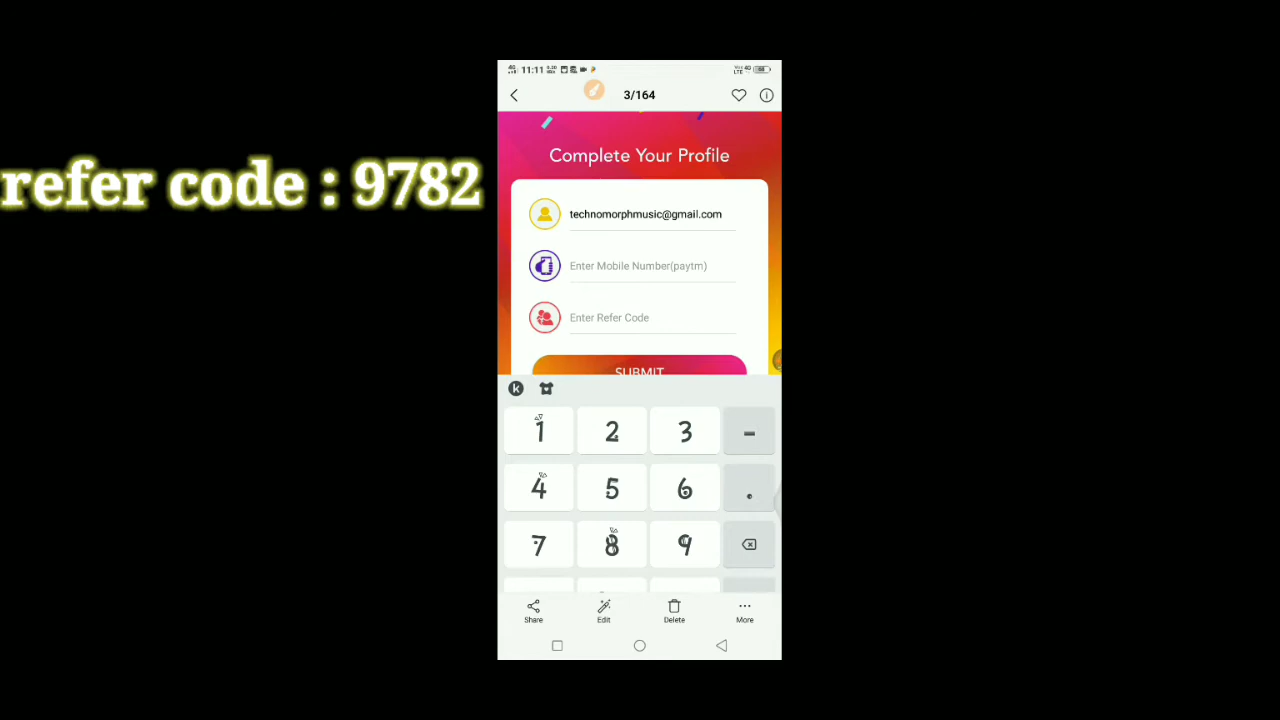 4G 11:11
3/164
refer code : 9782
Complete Your Profile
technomorphmusic@gmail.com
Enter Mobile Number(paytm)
Enter Refer Code
SUBMIT
k
1 2 3 -
4 5 6 .
7 8 9
Share Edit Delete More